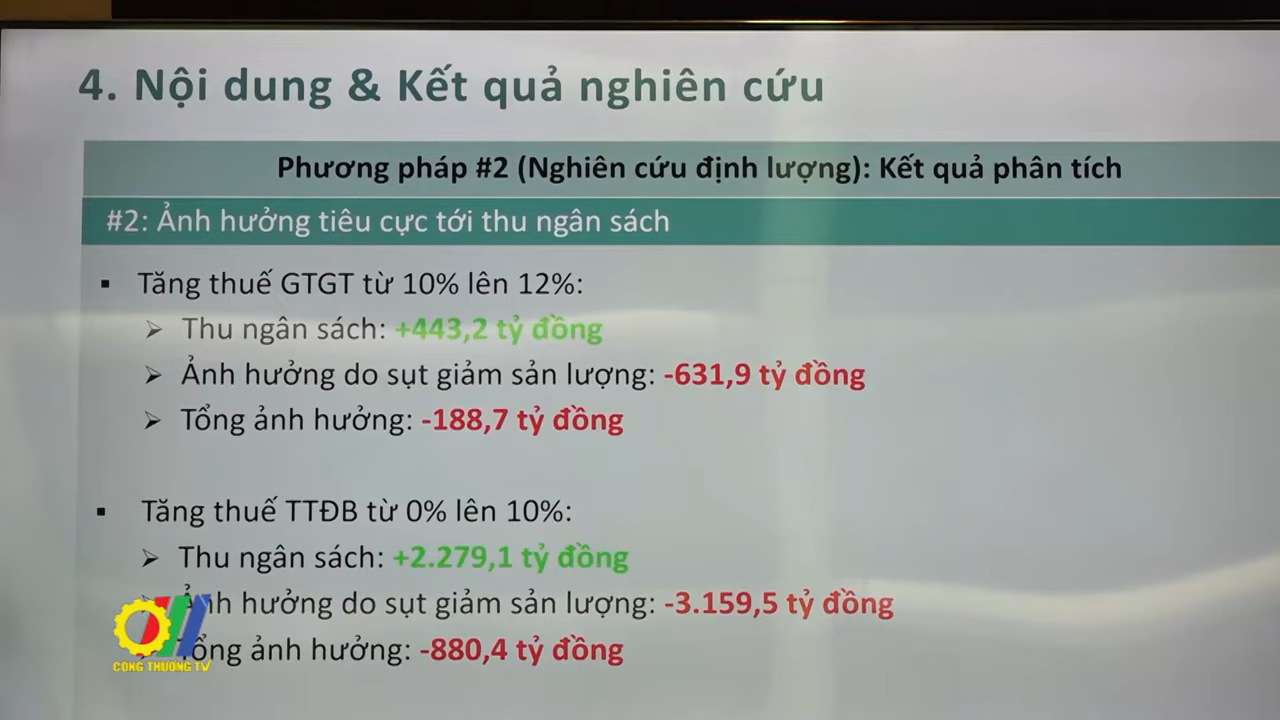 4. Nội dung & Kết quả nghiên cứu
Phương pháp #2 (Nghiên cứu định lượng): Kết quả phân tích
#2: Ảnh hưởng tiêu cực tới thu ngân sách
▪ Tăng thuế GTGT từ 10% lên 12%:
➢ Thu ngân sách: +443,2 tỷ đồng
➢ Ảnh hưởng do sụt giảm sản lượng: -631,9 tỷ đồng
➢ Tổng ảnh hưởng: -188,7 tỷ đồng
▪ Tăng thuế TTĐB từ 0% lên 10%:
➢ Thu ngân sách: +2.279,1 tỷ đồng
Ảnh hưởng do sụt giảm sản lượng: -3.159,5 tỷ đồng
Tổng ảnh hưởng: -880,4 tỷ đồng
CÔNG THƯƠNG TV